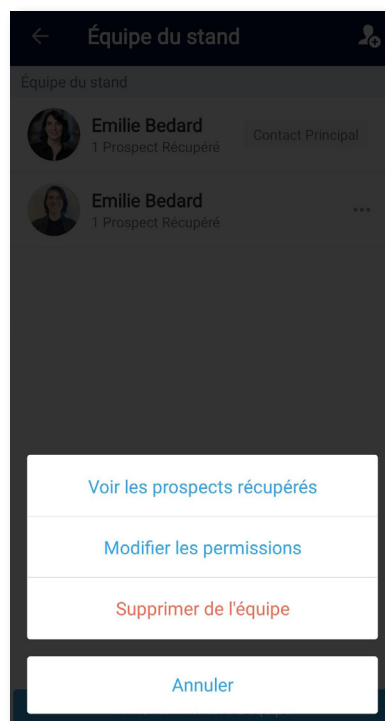 Équipe du stand
Équipe du stand
Emilie Bedard
1 Prospect Récupéré
Contact Principal
Emilie Bedard
1 Prospect Récupéré
Voir les prospects récupérés
Modifier les permissions
Supprimer de l'équipe
Annuler